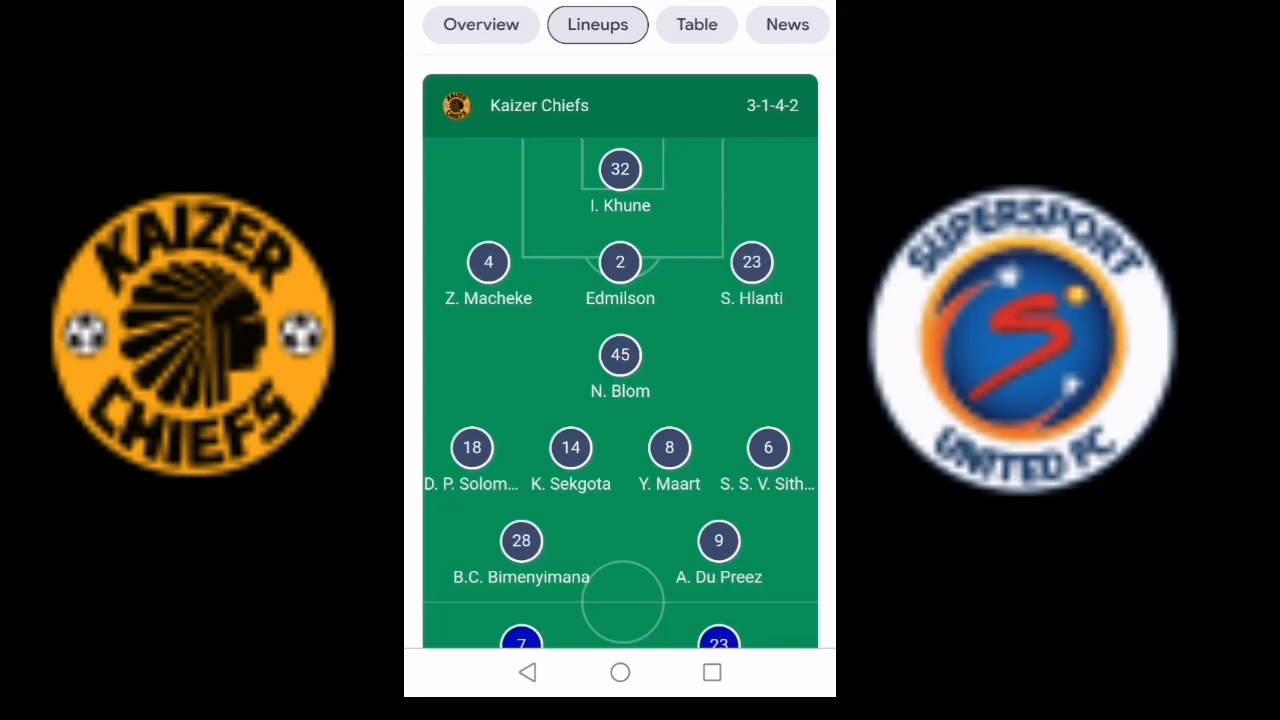 Overview Lineups Table News
Kaizer Chiefs 3-1-4-2
32
I. Khune
4 2 23
Z. Macheke Edmilson S. Hlanti
45
N. Blom
18 14 8 6
D. P. Solom... K. Sekgota Y. Maart S. S. V. Sith...
28 9
B.C. Bimenyimana A. Du Preez
7 23
KAIZER
CHIEFS
SUPERSPORT
UNITED FC